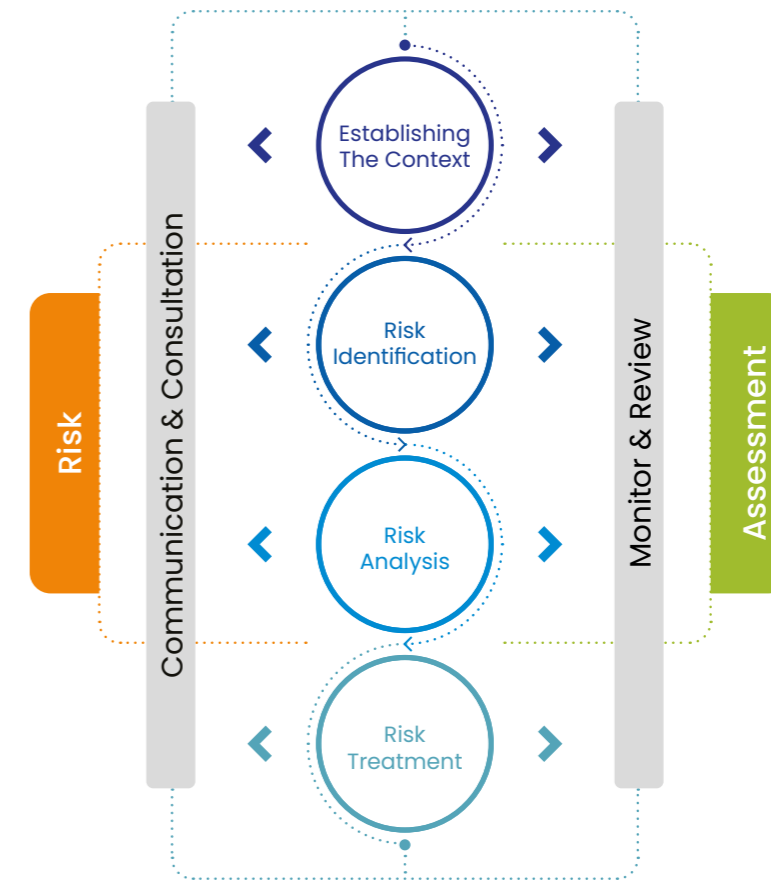 Establishing
The Context
Risk
Identification
Risk
Analysis
Risk
Treatment
Communication & Consultation
Monitor & Review
Risk
Assessment